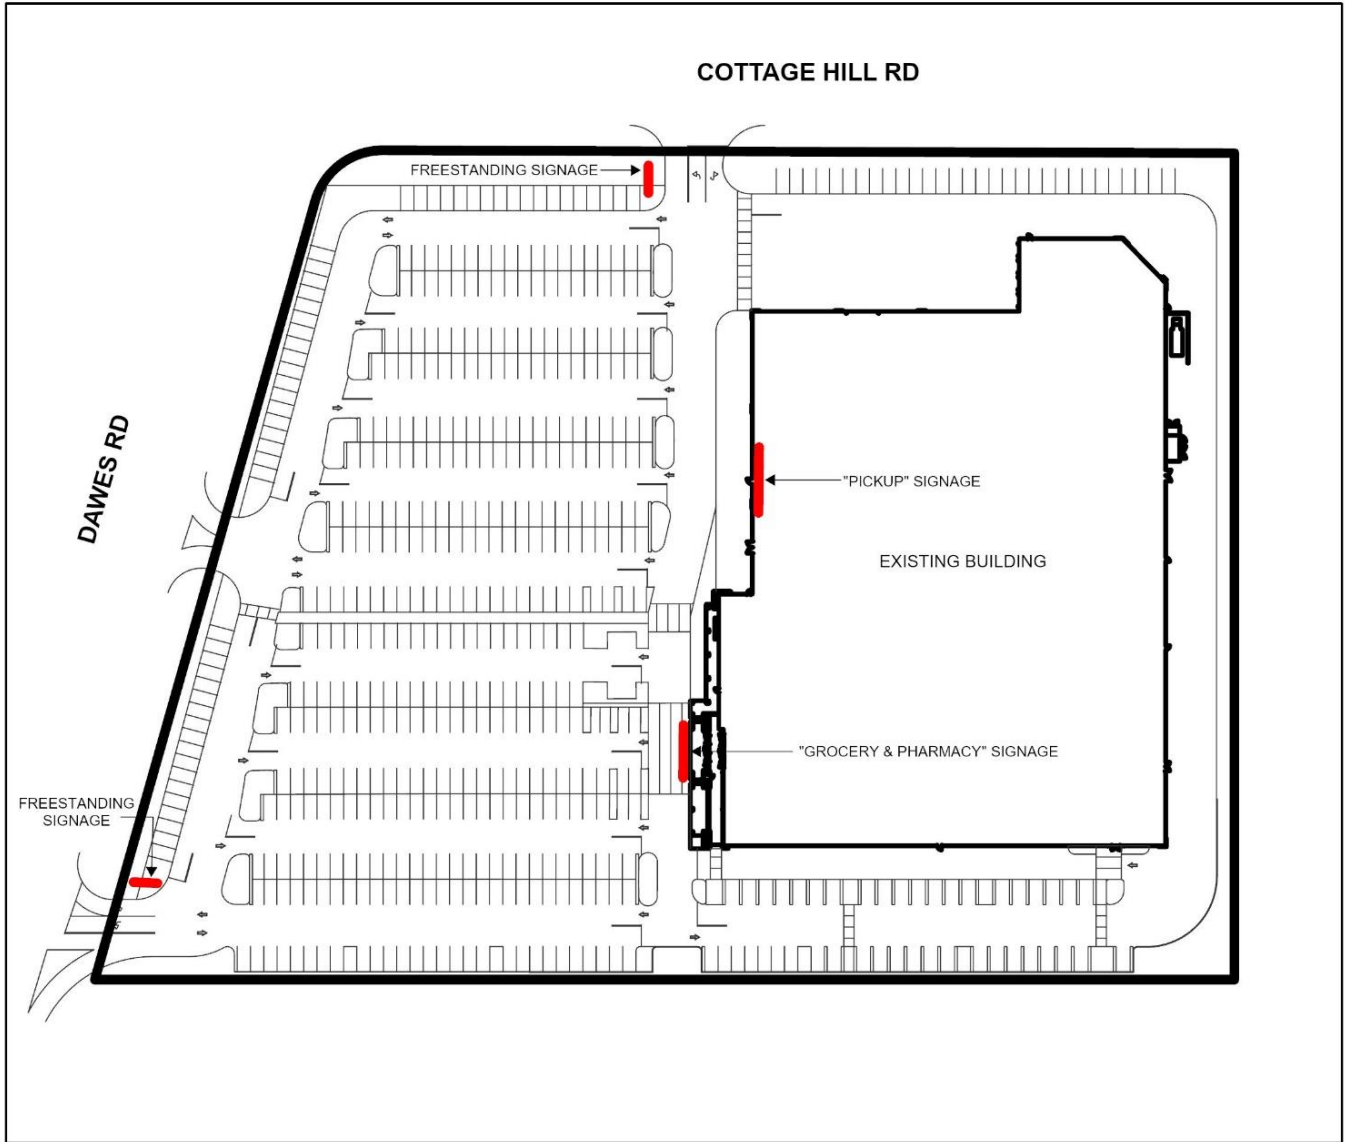 COTTAGE HILL RD
FREESTANDING SIGNAGE
DAWES RD
"PICKUP" SIGNAGE
EXISTING BUILDING
"GROCERY & PHARMACY" SIGNAGE
FREESTANDING
SIGNAGE